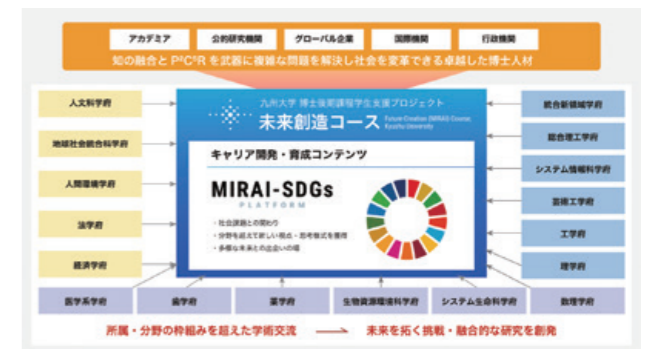 アカデミア
公的研究機関
グローバル企業
国際機関
行政機関
知の融合と P²C²R を武器に複雑な問題を解決し社会を変革できる卓越した博士人材
人文科学府
地球社会統合科学府
人間環境学府
法学府
経済学府
九州大学 博士後期課程学生支援プロジェクト
未来創造コース Future-Creation (MIRAI) Course,
Kyushu University
キャリア開発・育成コンテンツ
MIRAI-SDGs
PLATFORM
・社会課題との関わり
・分野を超えて新しい視点・思考様式を獲得
・多様な未来との出会いの場
統合新領域学府
総合理工学府
システム情報科学府
芸術工学府
工学府
理学府
医学系学府
歯学府
薬学府
生物資源環境科学府
システム生命科学府
数理学府
所属・分野の枠組みを超えた学術交流
未来を拓く挑戦・融合的な研究を創発